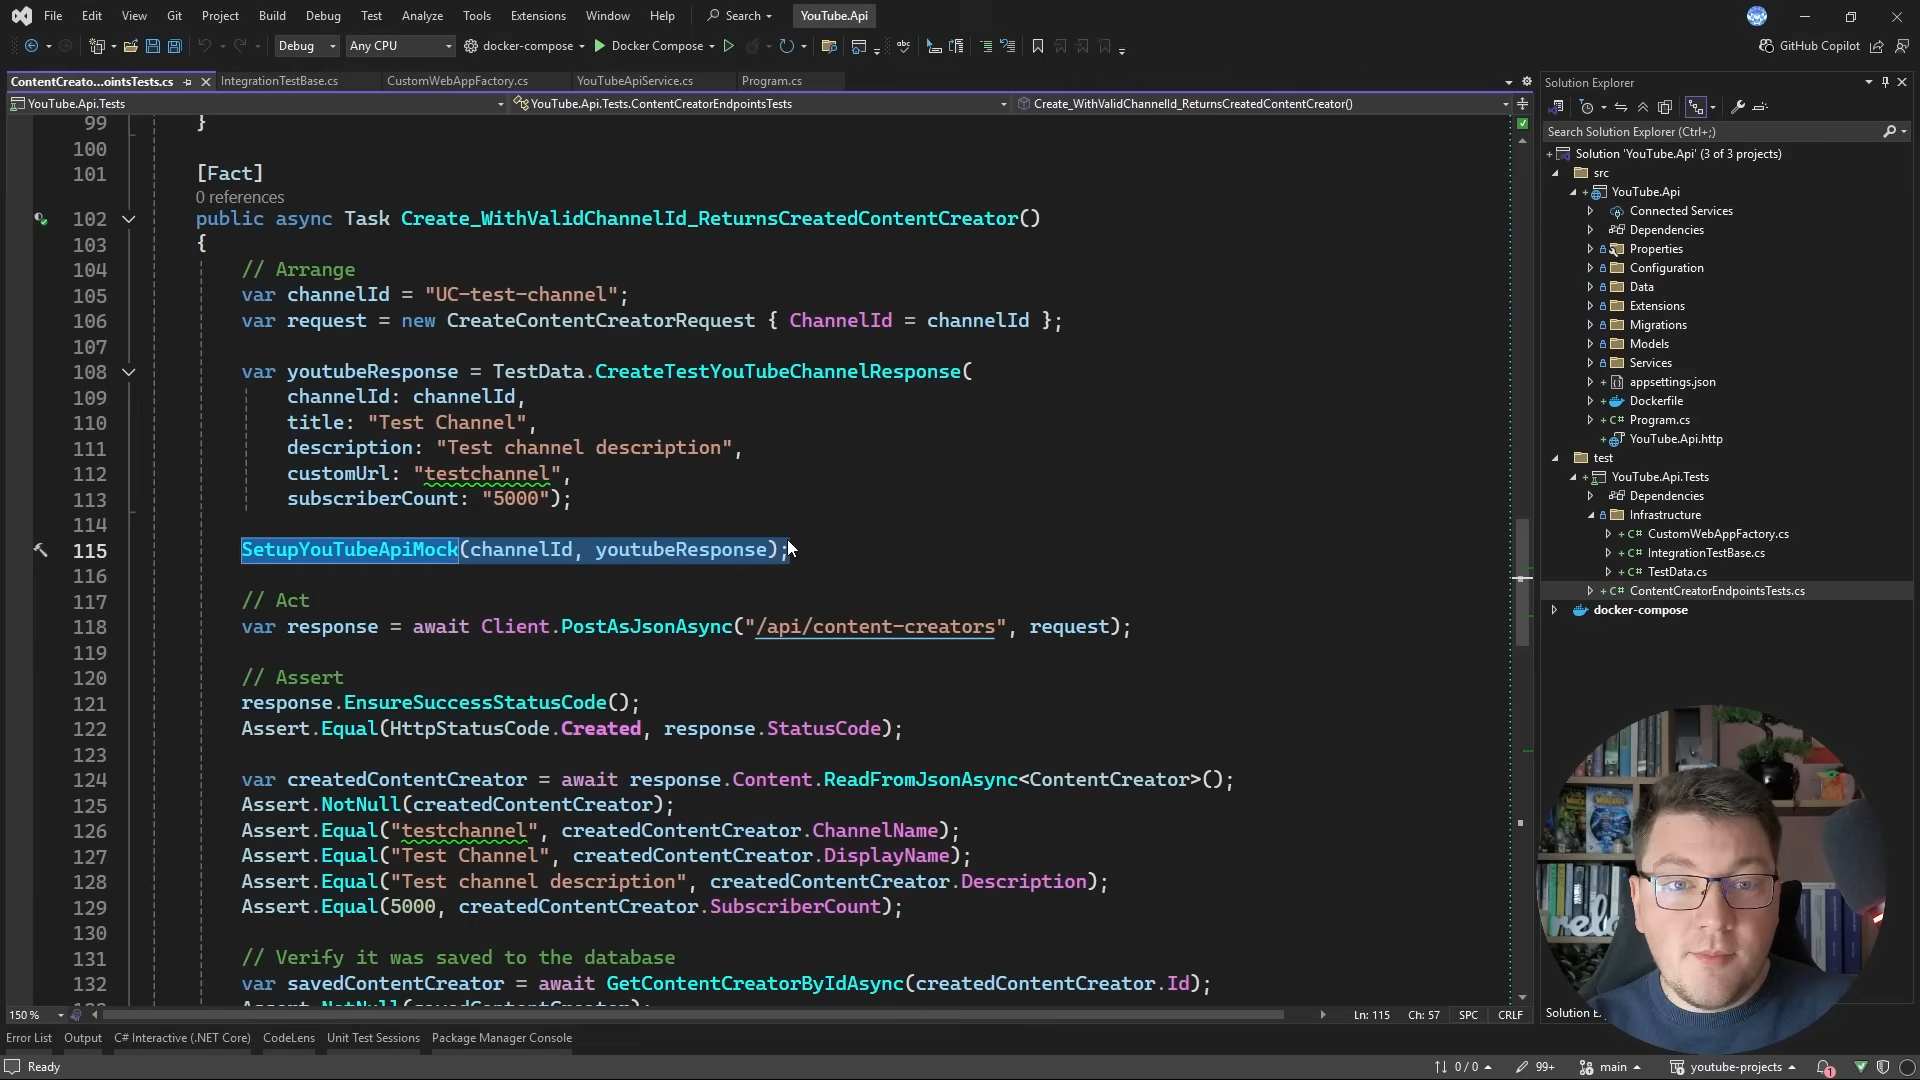 File Edit View Git Project Build Debug Test Analyze Tools Extensions Window Help Search YouTube.Api
Debug Any CPU docker-compose Docker Compose GitHub Copilot
ContentCreato...ointsTests.cs IntegrationTestBase.cs CustomWebAppFactory.cs YouTubeApiService.cs Program.cs
YouTube.Api.Tests YouTube.Api.Tests.ContentCreatorEndpointsTests Create_WithValidChannelId_ReturnsCreatedContentCreator()
99 }
100
101 [Fact]
0 references
102 public async Task Create_WithValidChannelId_ReturnsCreatedContentCreator()
103 {
104 // Arrange
105 var channelId = "UC-test-channel";
106 var request = new CreateContentCreatorRequest { ChannelId = channelId };
107
108 var youtubeResponse = TestData.CreateTestYouTubeChannelResponse(
109 channelId: channelId,
110 title: "Test Channel",
111 description: "Test channel description",
112 customUrl: "testchannel",
113 subscriberCount: "5000");
114
115 SetupYouTubeApiMock(channelId, youtubeResponse);
116
117 // Act
118 var response = await Client.PostAsJsonAsync("/api/content-creators", request);
119
120 // Assert
121 response.EnsureSuccessStatusCode();
122 Assert.Equal(HttpStatusCode.Created, response.StatusCode);
123
124 var createdContentCreator = await response.Content.ReadFromJsonAsync<ContentCreator>();
125 Assert.NotNull(createdContentCreator);
126 Assert.Equal("testchannel", createdContentCreator.ChannelName);
127 Assert.Equal("Test Channel", createdContentCreator.DisplayName);
128 Assert.Equal("Test channel description", createdContentCreator.Description);
129 Assert.Equal(5000, createdContentCreator.SubscriberCount);
130
131 // Verify it was saved to the database
132 var savedContentCreator = await GetContentCreatorByIdAsync(createdContentCreator.Id);
150 % Ln: 115 Ch: 57 SPC CRLF
Solution Explorer
Search Solution Explorer (Ctrl+;)
Solution 'YouTube.Api' (3 of 3 projects)
src
YouTube.Api
Connected Services
Dependencies
Properties
Configuration
Data
Extensions
Migrations
Models
Services
appsettings.json
Dockerfile
C# Program.cs
YouTube.Api.http
test
YouTube.Api.Tests
Dependencies
Infrastructure
C# CustomWebAppFactory.cs
C# IntegrationTestBase.cs
C# TestData.cs
C# ContentCreatorEndpointsTests.cs
docker-compose
Error List Output C# Interactive (.NET Core) CodeLens Unit Test Sessions Package Manager Console
Ready 0 / 0 99+ main youtube-projects 1